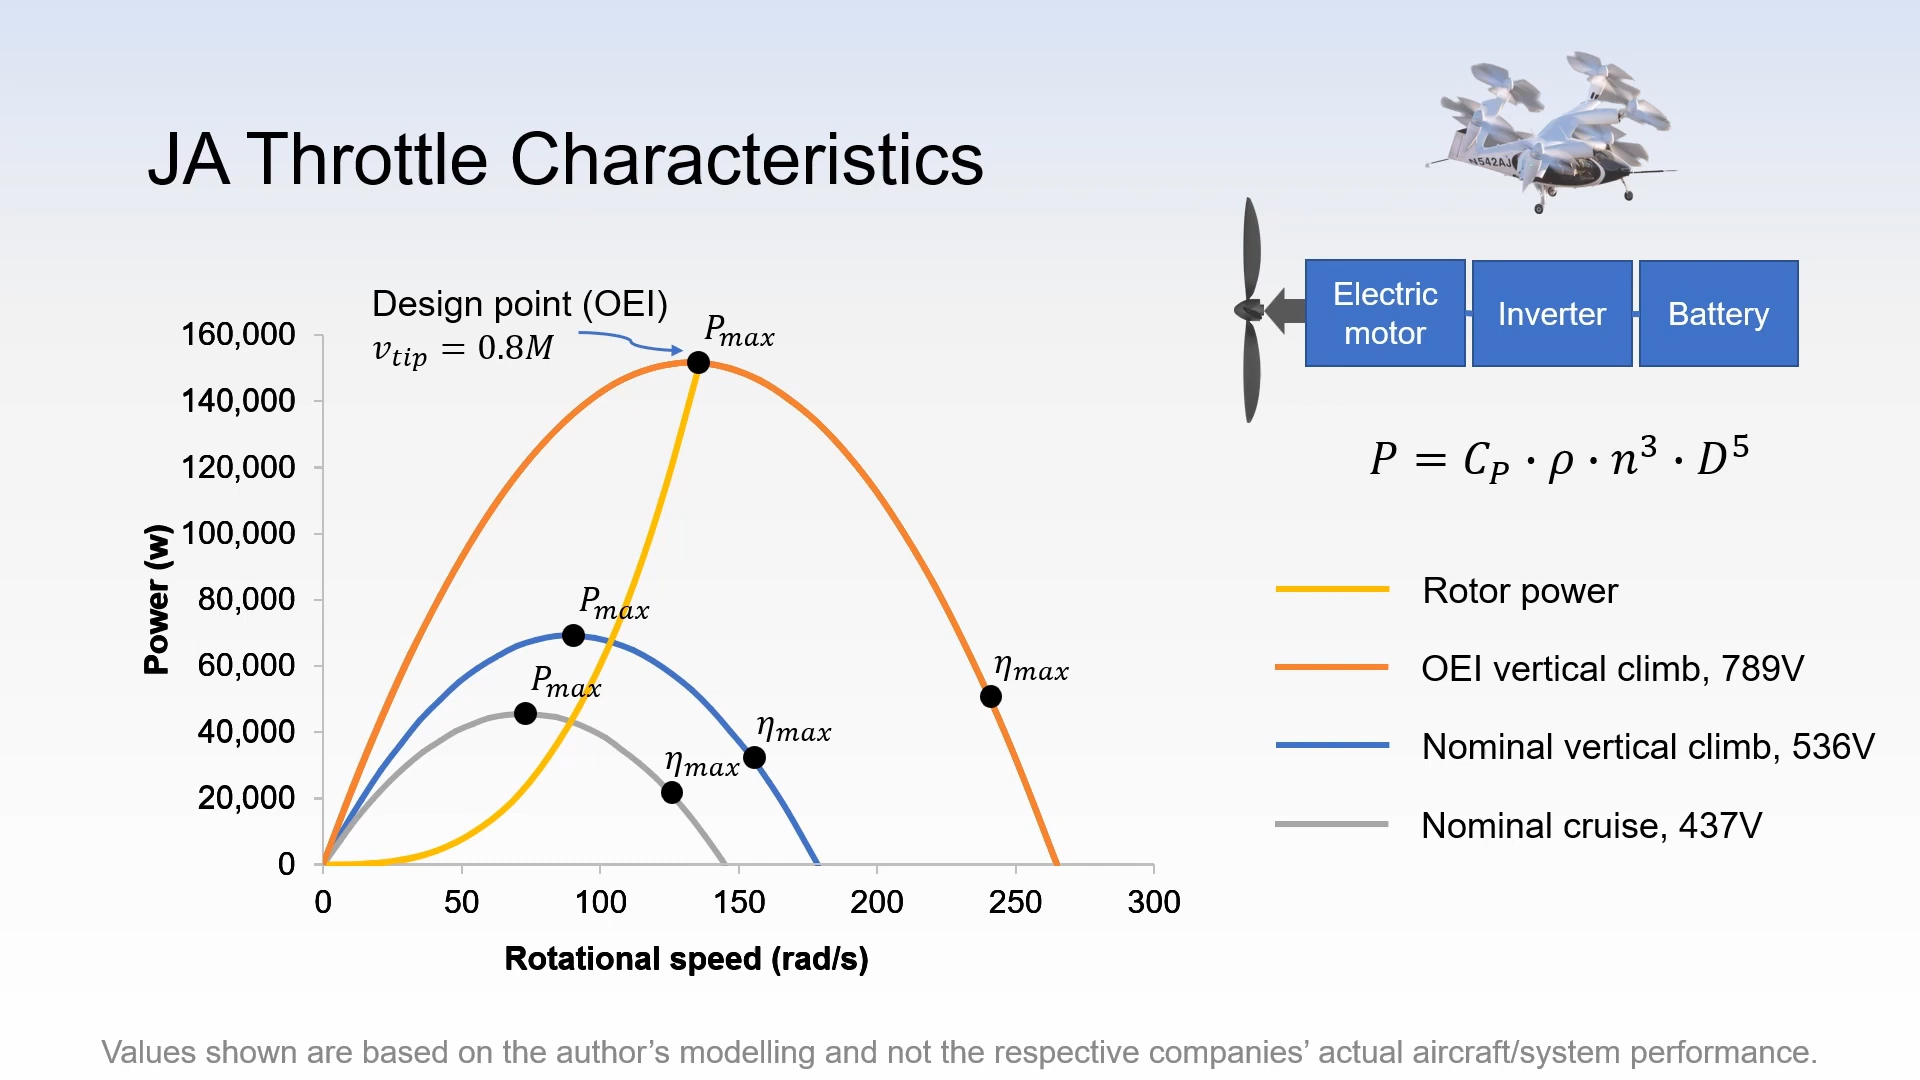 JA Throttle Characteristics
N542AJ
Electric
motor
Inverter
Battery
P = C_P · ρ · n³ · D⁵
Design point (OEI)
v_tip = 0.8M
P_max
P_max
P_max
η_max
η_max
η_max
Power (w)
160,000
140,000
120,000
100,000
80,000
60,000
40,000
20,000
0
0 50 100 150 200 250 300
Rotational speed (rad/s)
Rotor power
OEI vertical climb, 789V
Nominal vertical climb, 536V
Nominal cruise, 437V
Values shown are based on the author’s modelling and not the respective companies’ actual aircraft/system performance.